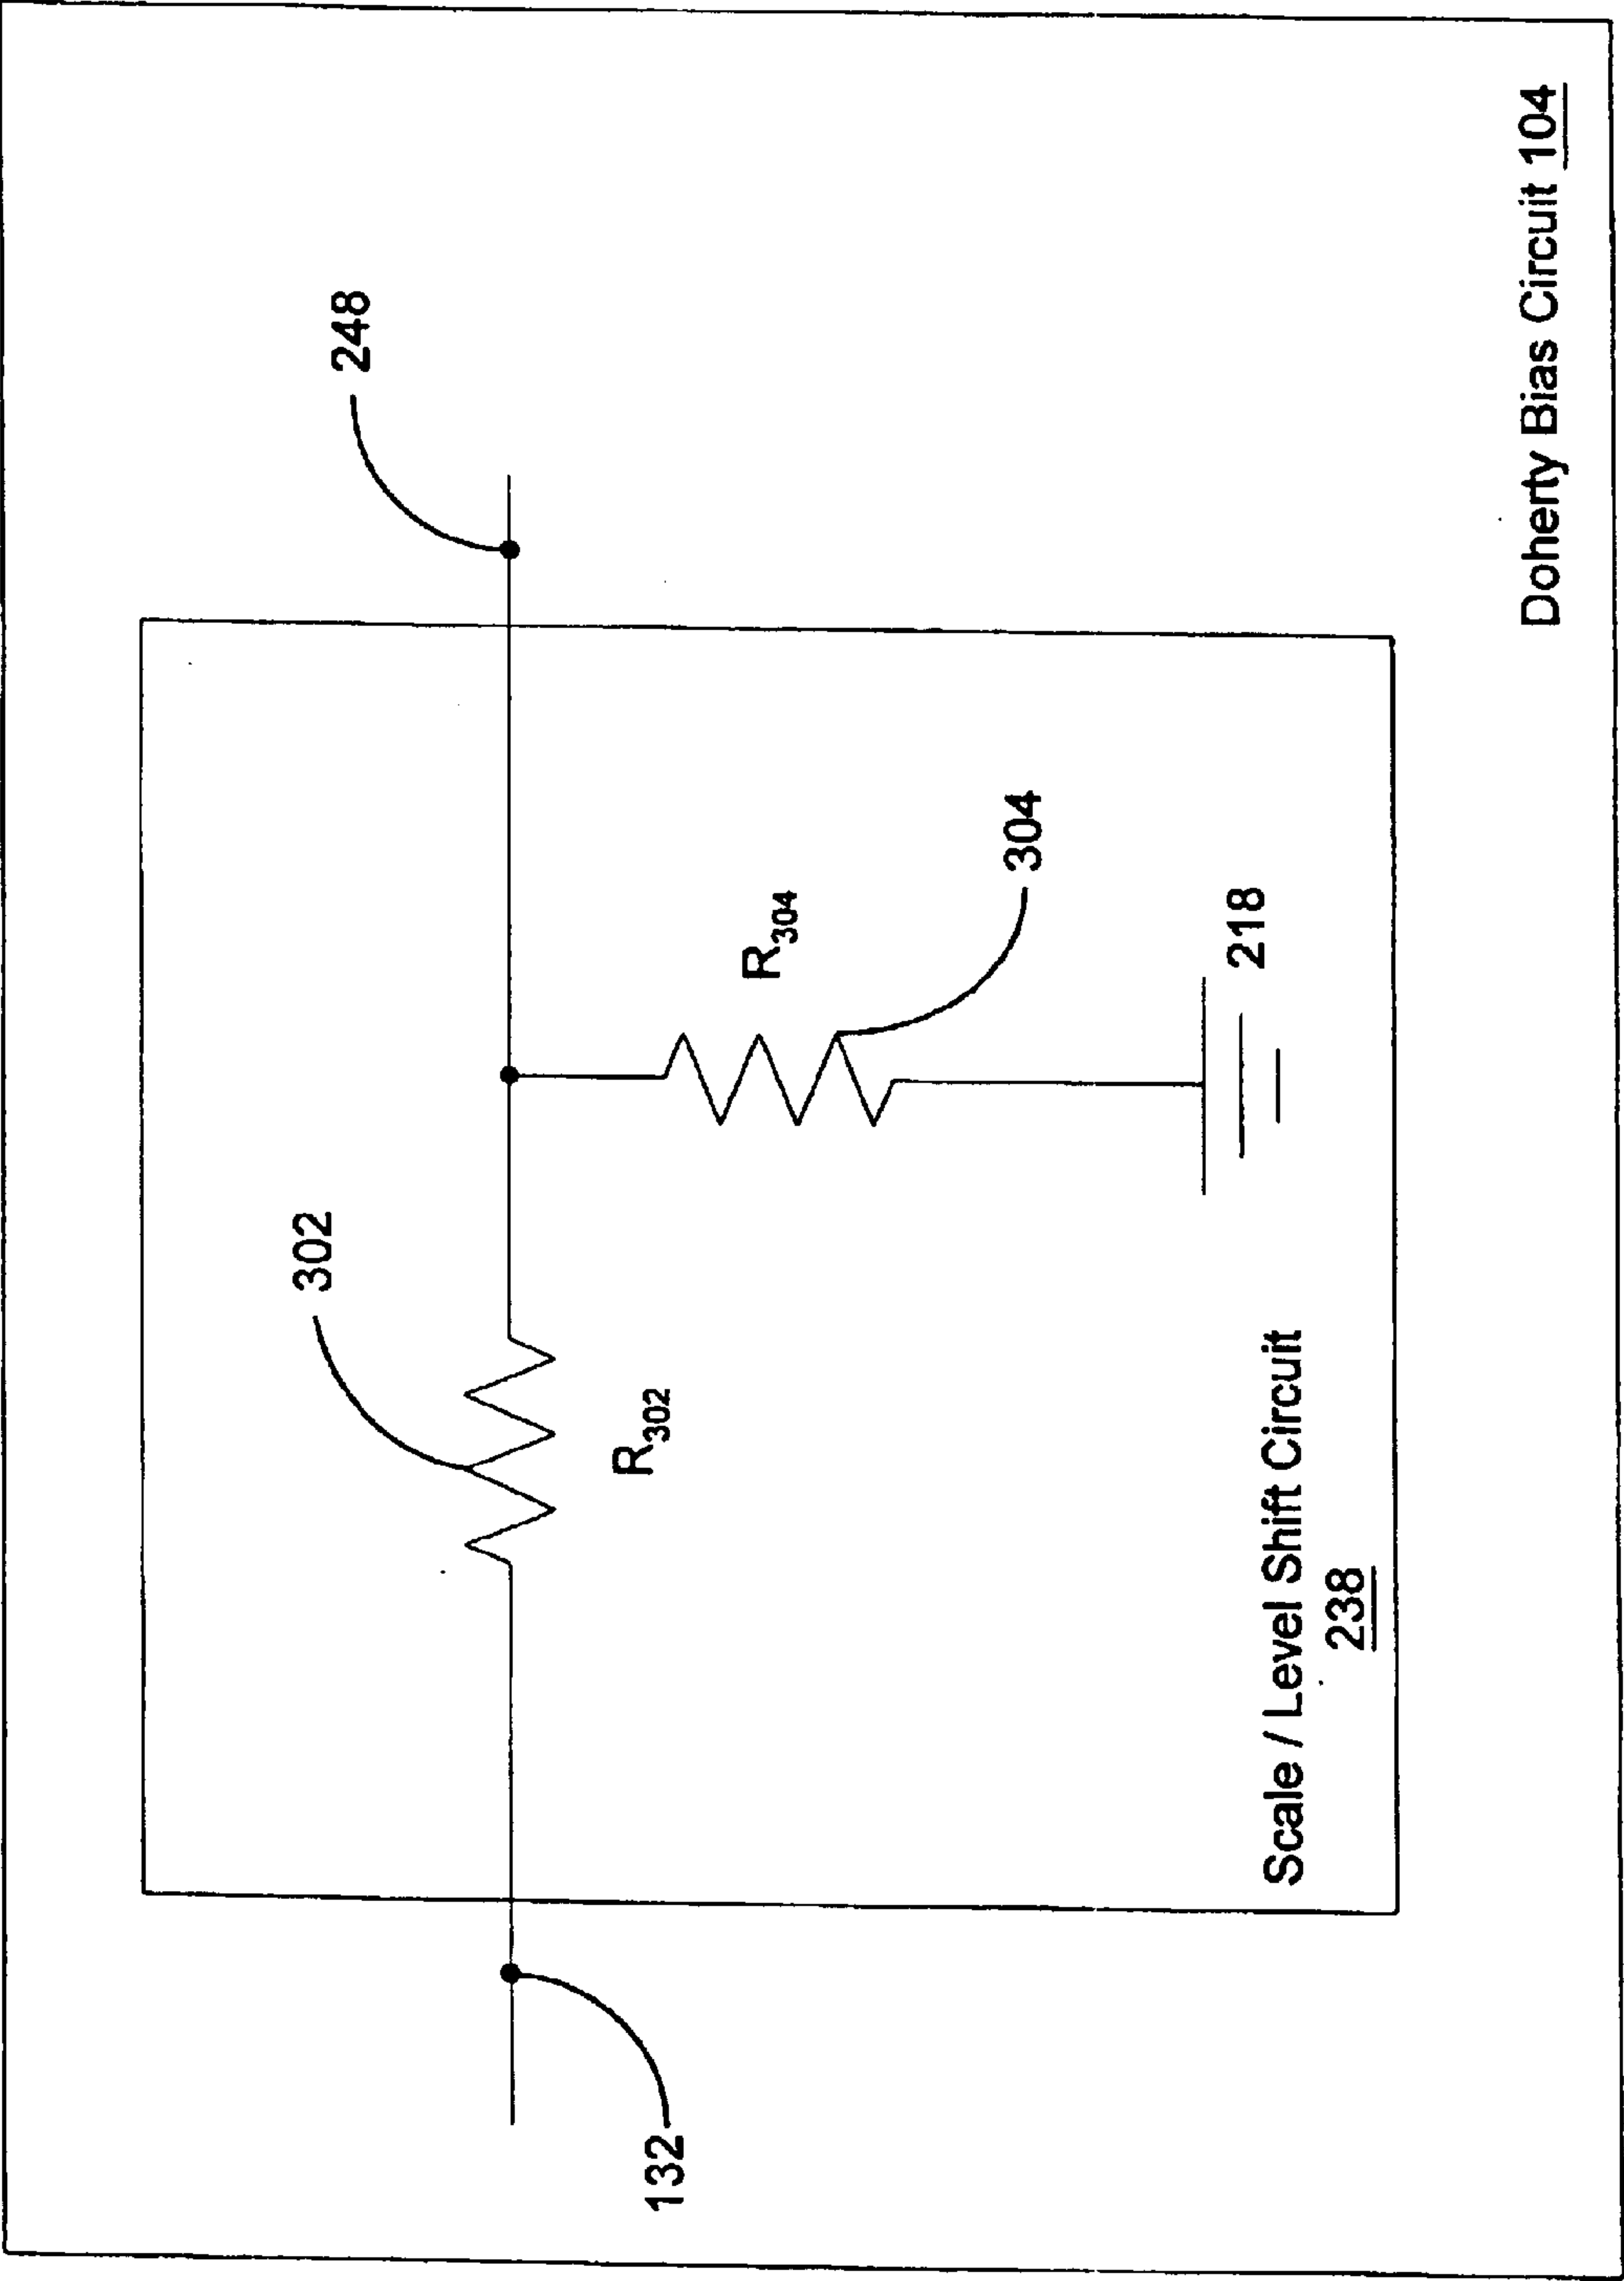 248
302
132
R302
R304
304
218
Scale / Level Shift Circuit
238
Doherty Bias Circuit 104